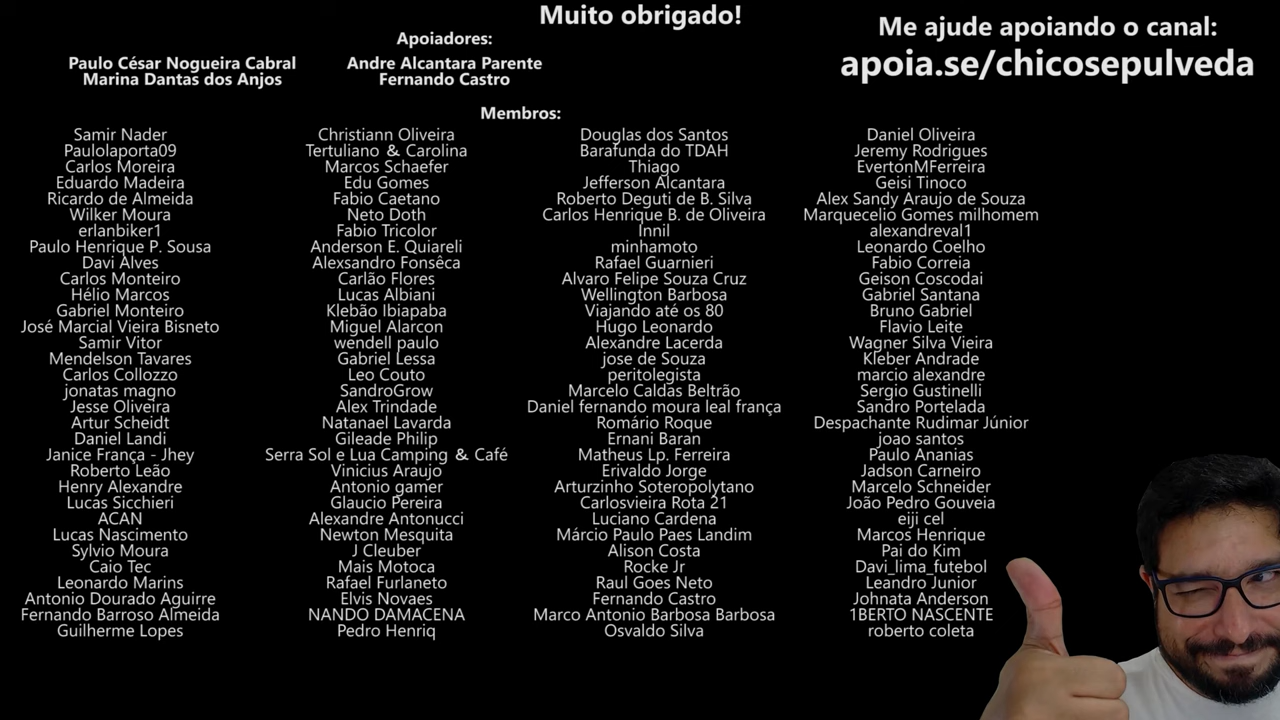 Muito obrigado!
Me ajude apoiando o canal:
apoia.se/chicosepulveda
Apoiadores:
Paulo César Nogueira Cabral
Marina Dantas dos Anjos
Andre Alcantara Parente
Fernando Castro
Membros:
Samir Nader
Paulolaporta09
Carlos Moreira
Eduardo Madeira
Ricardo de Almeida
Wilker Moura
erlanbiker1
Paulo Henrique P. Sousa
Davi Alves
Carlos Monteiro
Hélio Marcos
Gabriel Monteiro
José Marcial Vieira Bisneto
Samir Vitor
Mendelson Tavares
Carlos Collozzo
jonatas magno
Jesse Oliveira
Artur Scheidt
Daniel Landi
Janice França - Jhey
Roberto Leão
Henry Alexandre
Lucas Sicchieri
ACAN
Lucas Nascimento
Sylvio Moura
Caio Tec
Leonardo Marins
Antonio Dourado Aguirre
Fernando Barroso Almeida
Guilherme Lopes
Christiann Oliveira
Tertuliano & Carolina
Marcos Schaefer
Edu Gomes
Fabio Caetano
Neto Doth
Fabio Tricolor
Anderson E. Quiareli
Alexsandro Fonsêca
Carlão Flores
Lucas Albiani
Klebão Ibiapaba
Miguel Alarcon
wendell paulo
Gabriel Lessa
Leo Couto
SandroGrow
Alex Trindade
Natanael Lavarda
Gileade Philip
Serra Sol e Lua Camping & Café
Vinicius Araujo
Antonio gamer
Glaucio Pereira
Alexandre Antonucci
Newton Mesquita
J Cleuber
Mais Motoca
Rafael Furlaneto
Elvis Novaes
NANDO DAMACENA
Pedro Henriq
Douglas dos Santos
Barafunda do TDAH
Thiago
Jefferson Alcantara
Roberto Deguti de B. Silva
Carlos Henrique B. de Oliveira
Innil
minhamoto
Rafael Guarnieri
Alvaro Felipe Souza Cruz
Wellington Barbosa
Viajando até os 80
Hugo Leonardo
Alexandre Lacerda
jose de Souza
peritolegista
Marcelo Caldas Beltrão
Daniel fernando moura leal frança
Romário Roque
Ernani Baran
Matheus Lp. Ferreira
Erivaldo Jorge
Arturzinho Soteropolytano
Carlosvieira Rota 21
Luciano Cardena
Márcio Paulo Paes Landim
Alison Costa
Rocke Jr
Raul Goes Neto
Fernando Castro
Marco Antonio Barbosa Barbosa
Osvaldo Silva
Daniel Oliveira
Jeremy Rodrigues
EvertonMFerreira
Geisi Tinoco
Alex Sandy Araujo de Souza
Marquecelio Gomes milhomem
alexandreval1
Leonardo Coelho
Fabio Correia
Geison Coscodai
Gabriel Santana
Bruno Gabriel
Flavio Leite
Wagner Silva Vieira
Kleber Andrade
marcio alexandre
Sergio Gustinelli
Sandro Portelada
Despachante Rudimar Júnior
joao santos
Paulo Ananias
Jadson Carneiro
Marcelo Schneider
João Pedro Gouveia
eiji cel
Marcos Henrique
Pai do Kim
Davi_lima_futebol
Leandro Junior
Johnata Anderson
1BERTO NASCENTE
roberto coleta